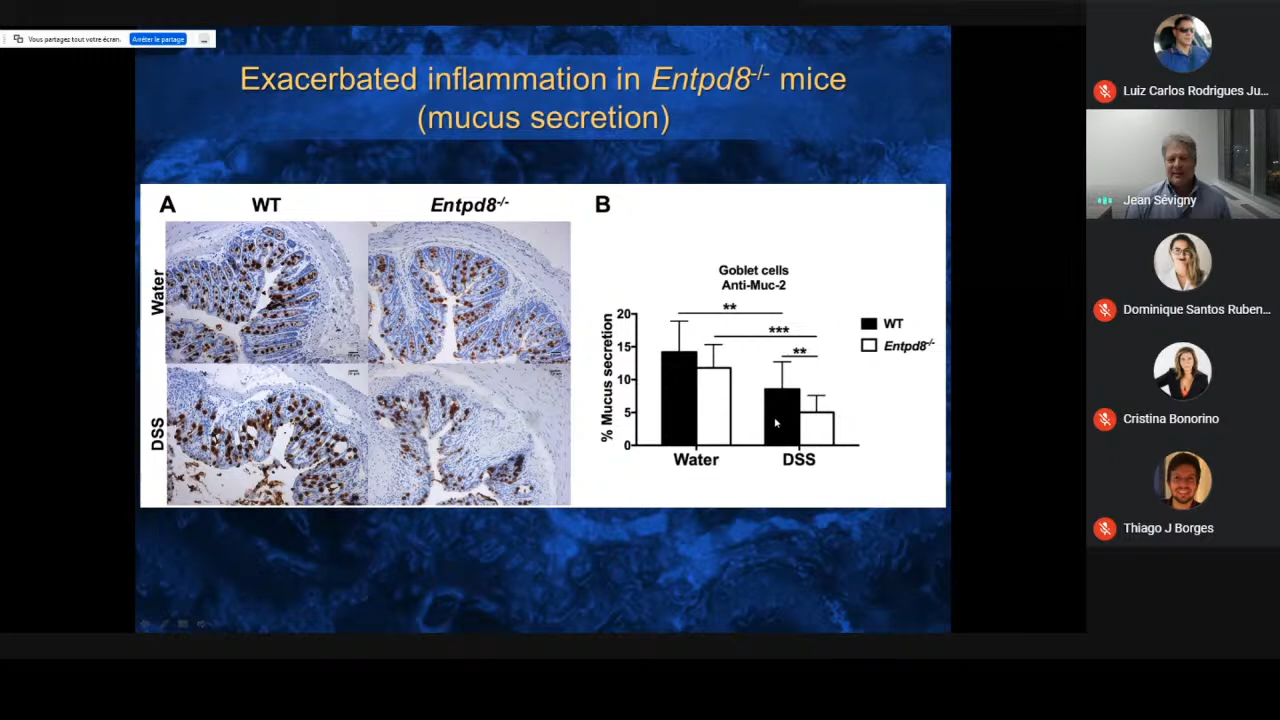 Vous partagez tout votre écran.
Arrêter le partage
...
Exacerbated inflammation in Entpd8-/- mice
(mucus secretion)
A
WT
Entpd8-/-
Water
DSS
B
Goblet cells
Anti-Muc-2
% Mucus secretion
20
15
10
5
0
**
***
**
Water
DSS
WT
Entpd8-/-
Luiz Carlos Rodrigues Ju...
Jean Sévigny
Dominique Santos Ruben...
Cristina Bonorino
Thiago J Borges